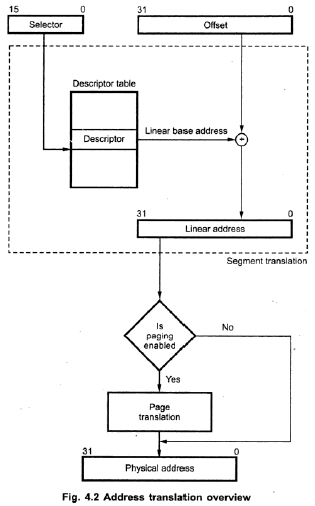 15 0
Selector
31 0
Offset
Descriptor table
Descriptor
Linear base address
+
31 0
Linear address
Segment translation
Is
paging
enabled
No
Yes
Page
translation
31 0
Physical address
Fig. 4.2 Address translation overview